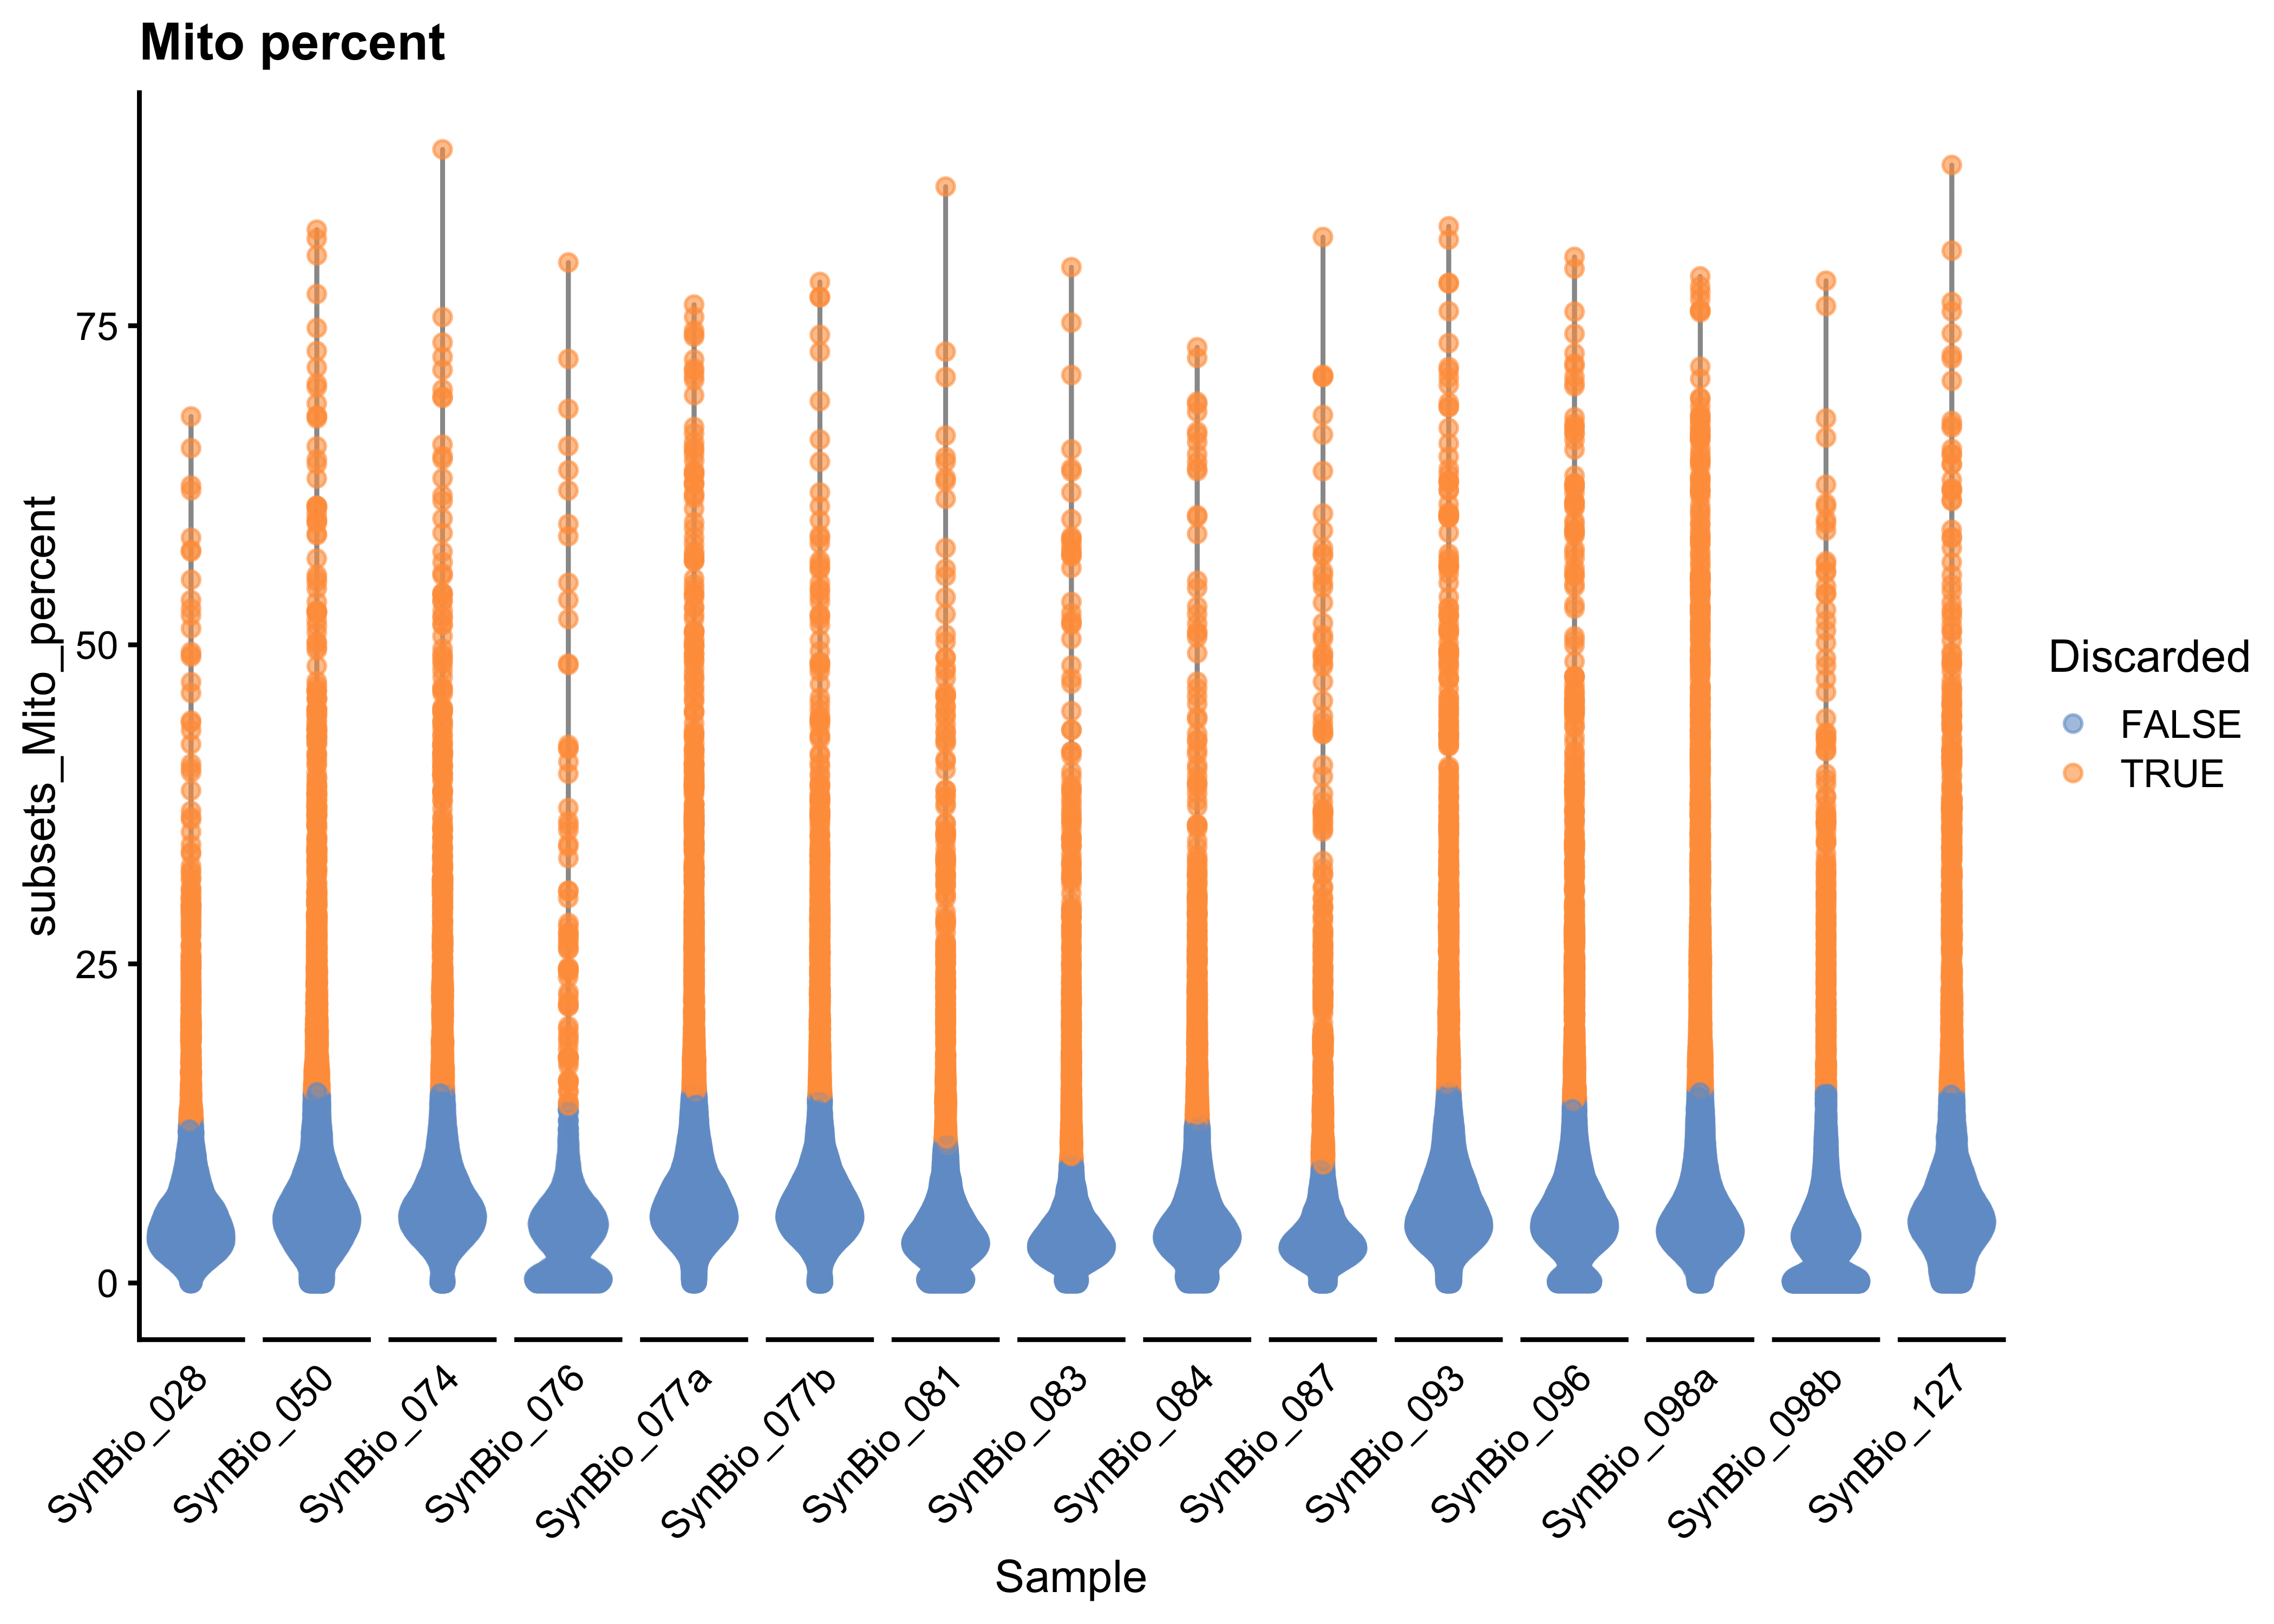 Mito percent
subsets_Mito_percent
75
50
25
0
SynBio_028
SynBio_050
SynBio_074
SynBio_076
SynBio_077a
SynBio_077b
SynBio_081
SynBio_083
SynBio_084
SynBio_087
SynBio_093
SynBio_096
SynBio_098a
SynBio_098b
SynBio_127
Sample
Discarded
FALSE
TRUE